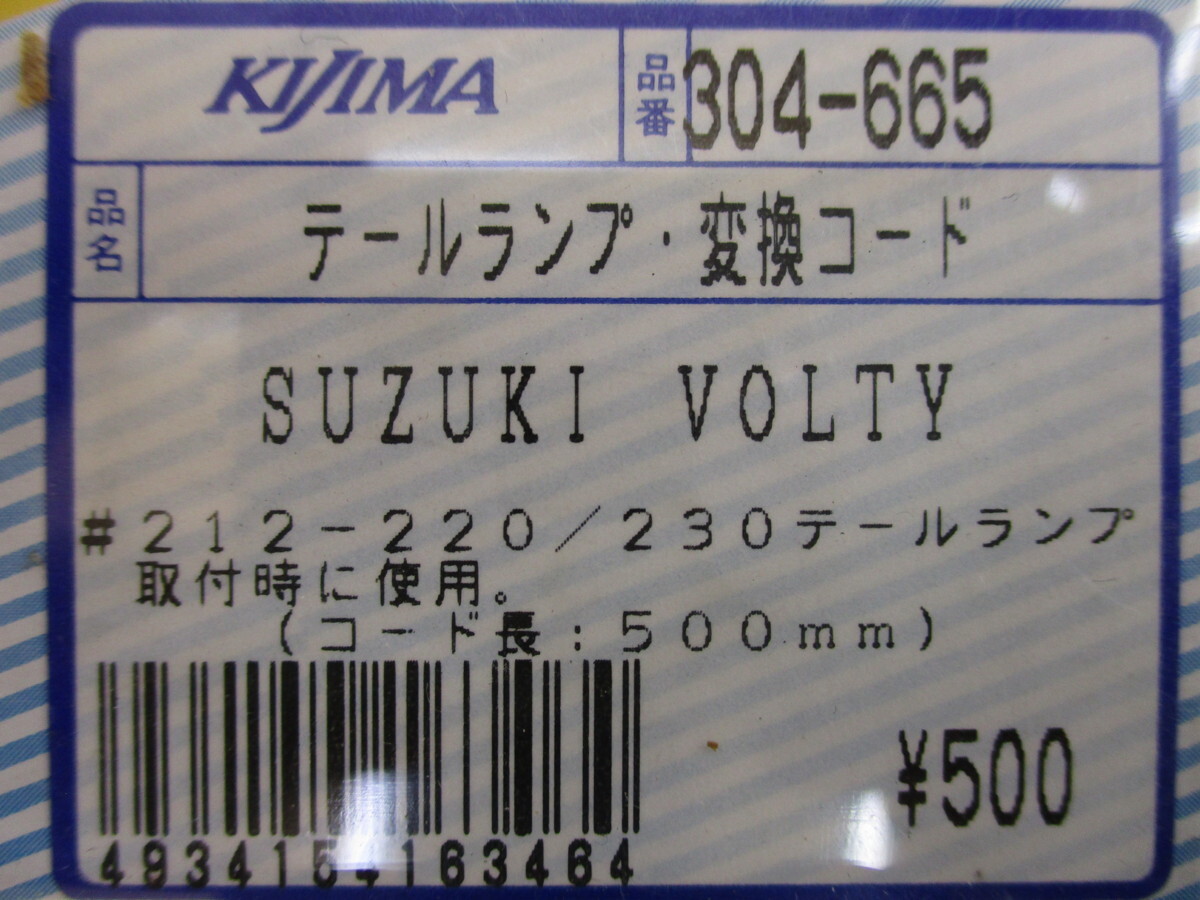 KIJIMA
品番 304-665
品名 テールランプ・変換コード
SUZUKI VOLTY
#212-220/230テールランプ
取付時に使用。
(コード長:500mm)
¥500
4934154163464